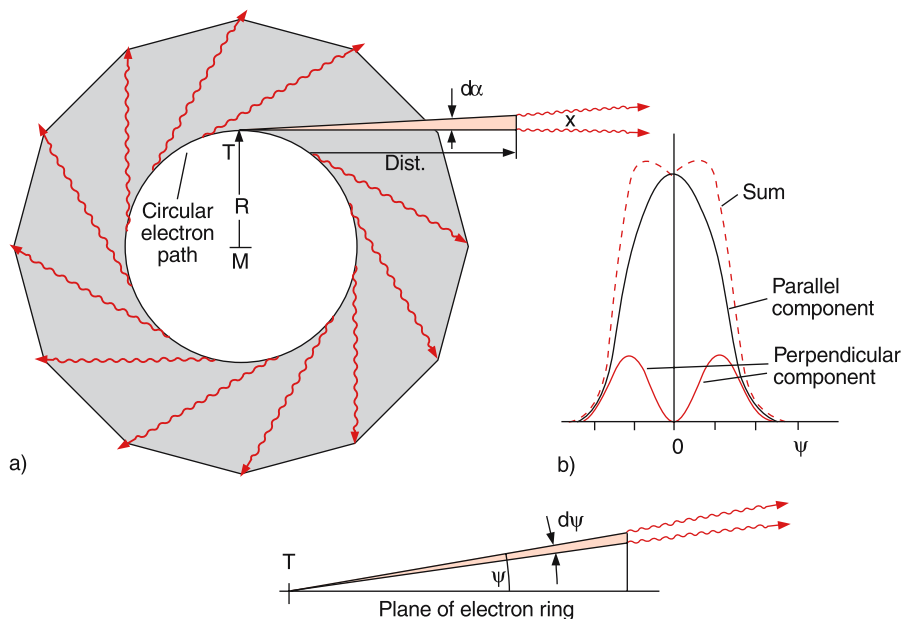 dα
x
T
Dist.
Circular
electron
path
R
M
a)
Sum
Parallel
component
Perpendicular
component
0
ψ
b)
dψ
T
ψ
Plane of electron ring